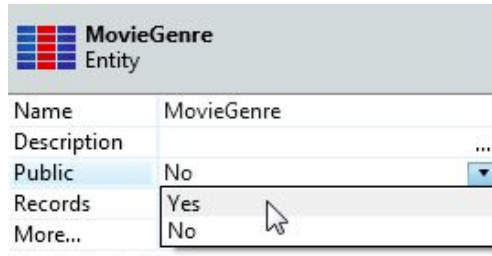 MovieGenre
Entity
Name MovieGenre
Description ...
Public No
Records Yes
More... No